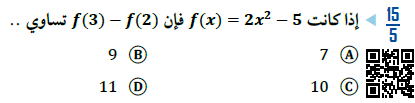 15/5 ◂ إذا كانت f(x) = 2x² − 5 فإن f(3) − f(2) تساوي ..
A 7 B 9
C 10 D 11